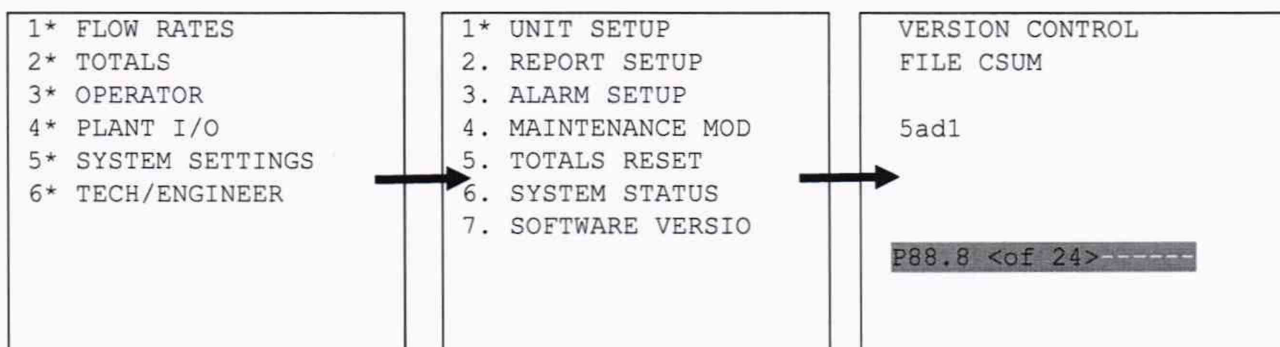 1* FLOW RATES
2* TOTALS
3* OPERATOR
4* PLANT I/O
5* SYSTEM SETTINGS
6* TECH/ENGINEER
1* UNIT SETUP
2. REPORT SETUP
3. ALARM SETUP
4. MAINTENANCE MOD
5. TOTALS RESET
6. SYSTEM STATUS
7. SOFTWARE VERSIO
VERSION CONTROL
FILE CSUM
5ad1
P88.8 <of 24>------